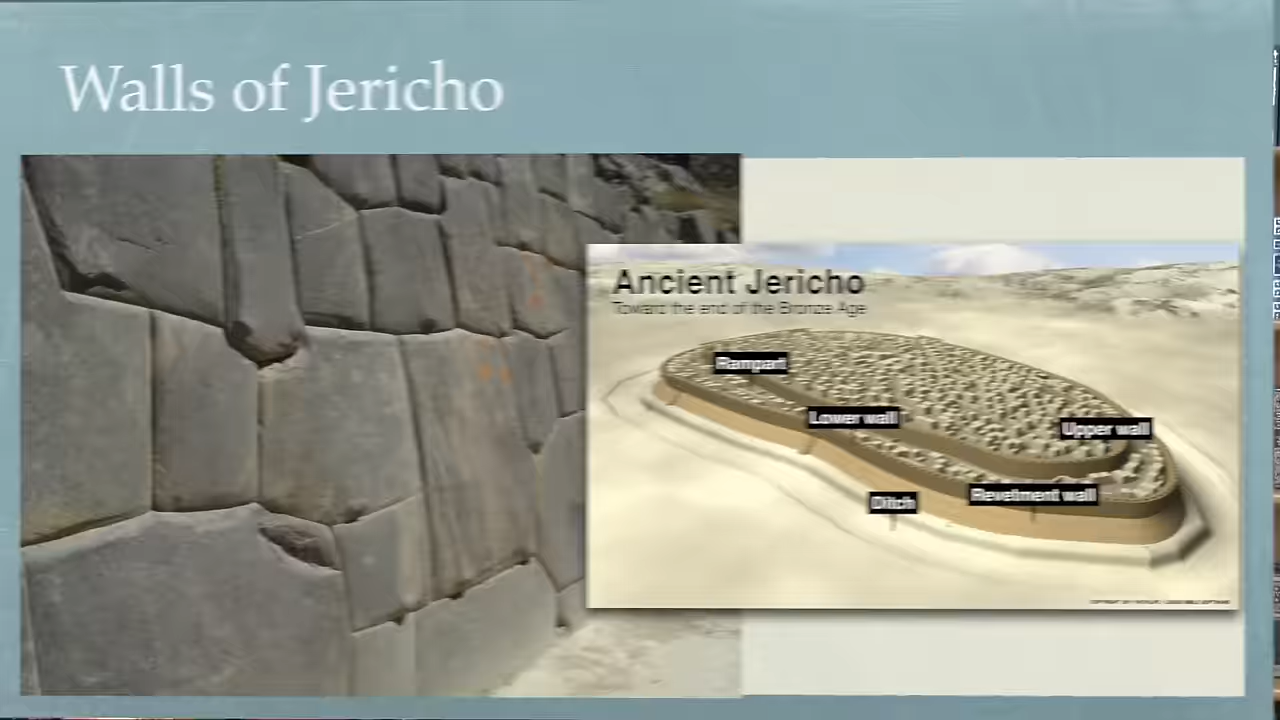 Walls of Jericho
Ancient Jericho
Toward the end of the Bronze Age
Rampart
Lower wall
Upper wall
Revetment wall
Ditch